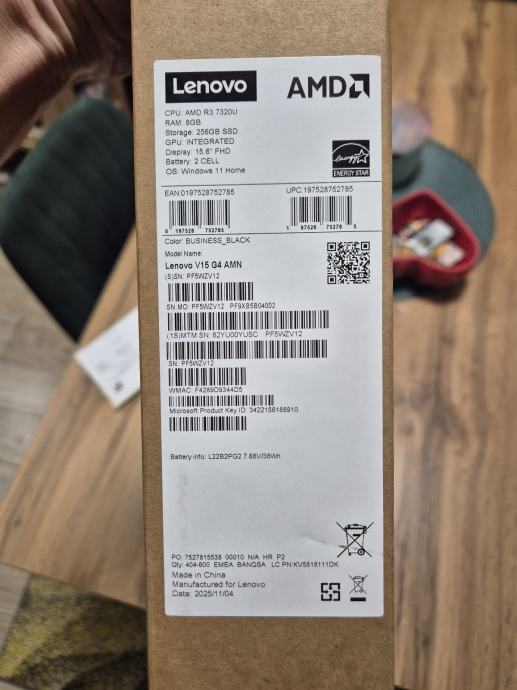 Lenovo
AMD
CPU: AMD R3 7320U
RAM: 8GB
Storage: 256GB SSD
GPU: INTEGRATED
Display: 15.6" FHD
Battery: 2 CELL
OS: Windows 11 Home
energy
ENERGY STAR
EAN:0197528752785
UPC:197528752785
0 197528 752785
1 97528 75278 5
Color: BUSINESS_BLACK
Model Name:
Lenovo V15 G4 AMN
(S)SN: PF5WZV12
SN MO: PF5WZV12 PF9XB5B04002
(1S)MTM SN: 82YU00YUSC PF5WZV12
SN: PF5WZV12
WMAC: F4289D9344D5
Microsoft Product Key ID: 3422156188910
Battery info: L22B2PG2 7.68V/38Wh
PO: 7527815538 00010 N/A HR P2
Qty: 404-600 EMEA BANQSA LC PN:KV5818111DK
Made in China
Manufactured for Lenovo
Date: 2025/11/04